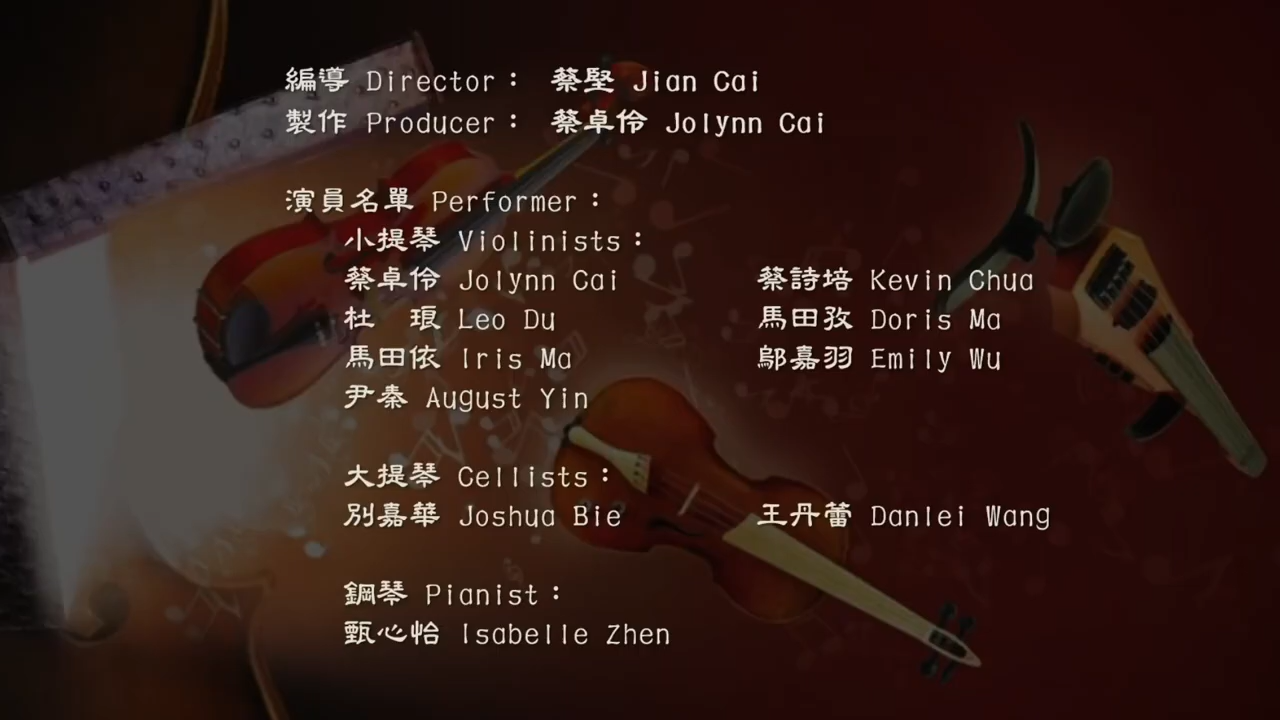 編導 Director： 蔡堅 Jian Cai
製作 Producer： 蔡卓伶 Jolynn Cai
演員名單 Performer：
小提琴 Violinists：
蔡卓伶 Jolynn Cai 蔡詩培 Kevin Chua
杜　珢 Leo Du 馬田孜 Doris Ma
馬田依 Iris Ma 鄔嘉羽 Emily Wu
尹秦 August Yin
大提琴 Cellists：
別嘉華 Joshua Bie 王丹蕾 Danlei Wang
鋼琴 Pianist：
甄心怡 Isabelle Zhen